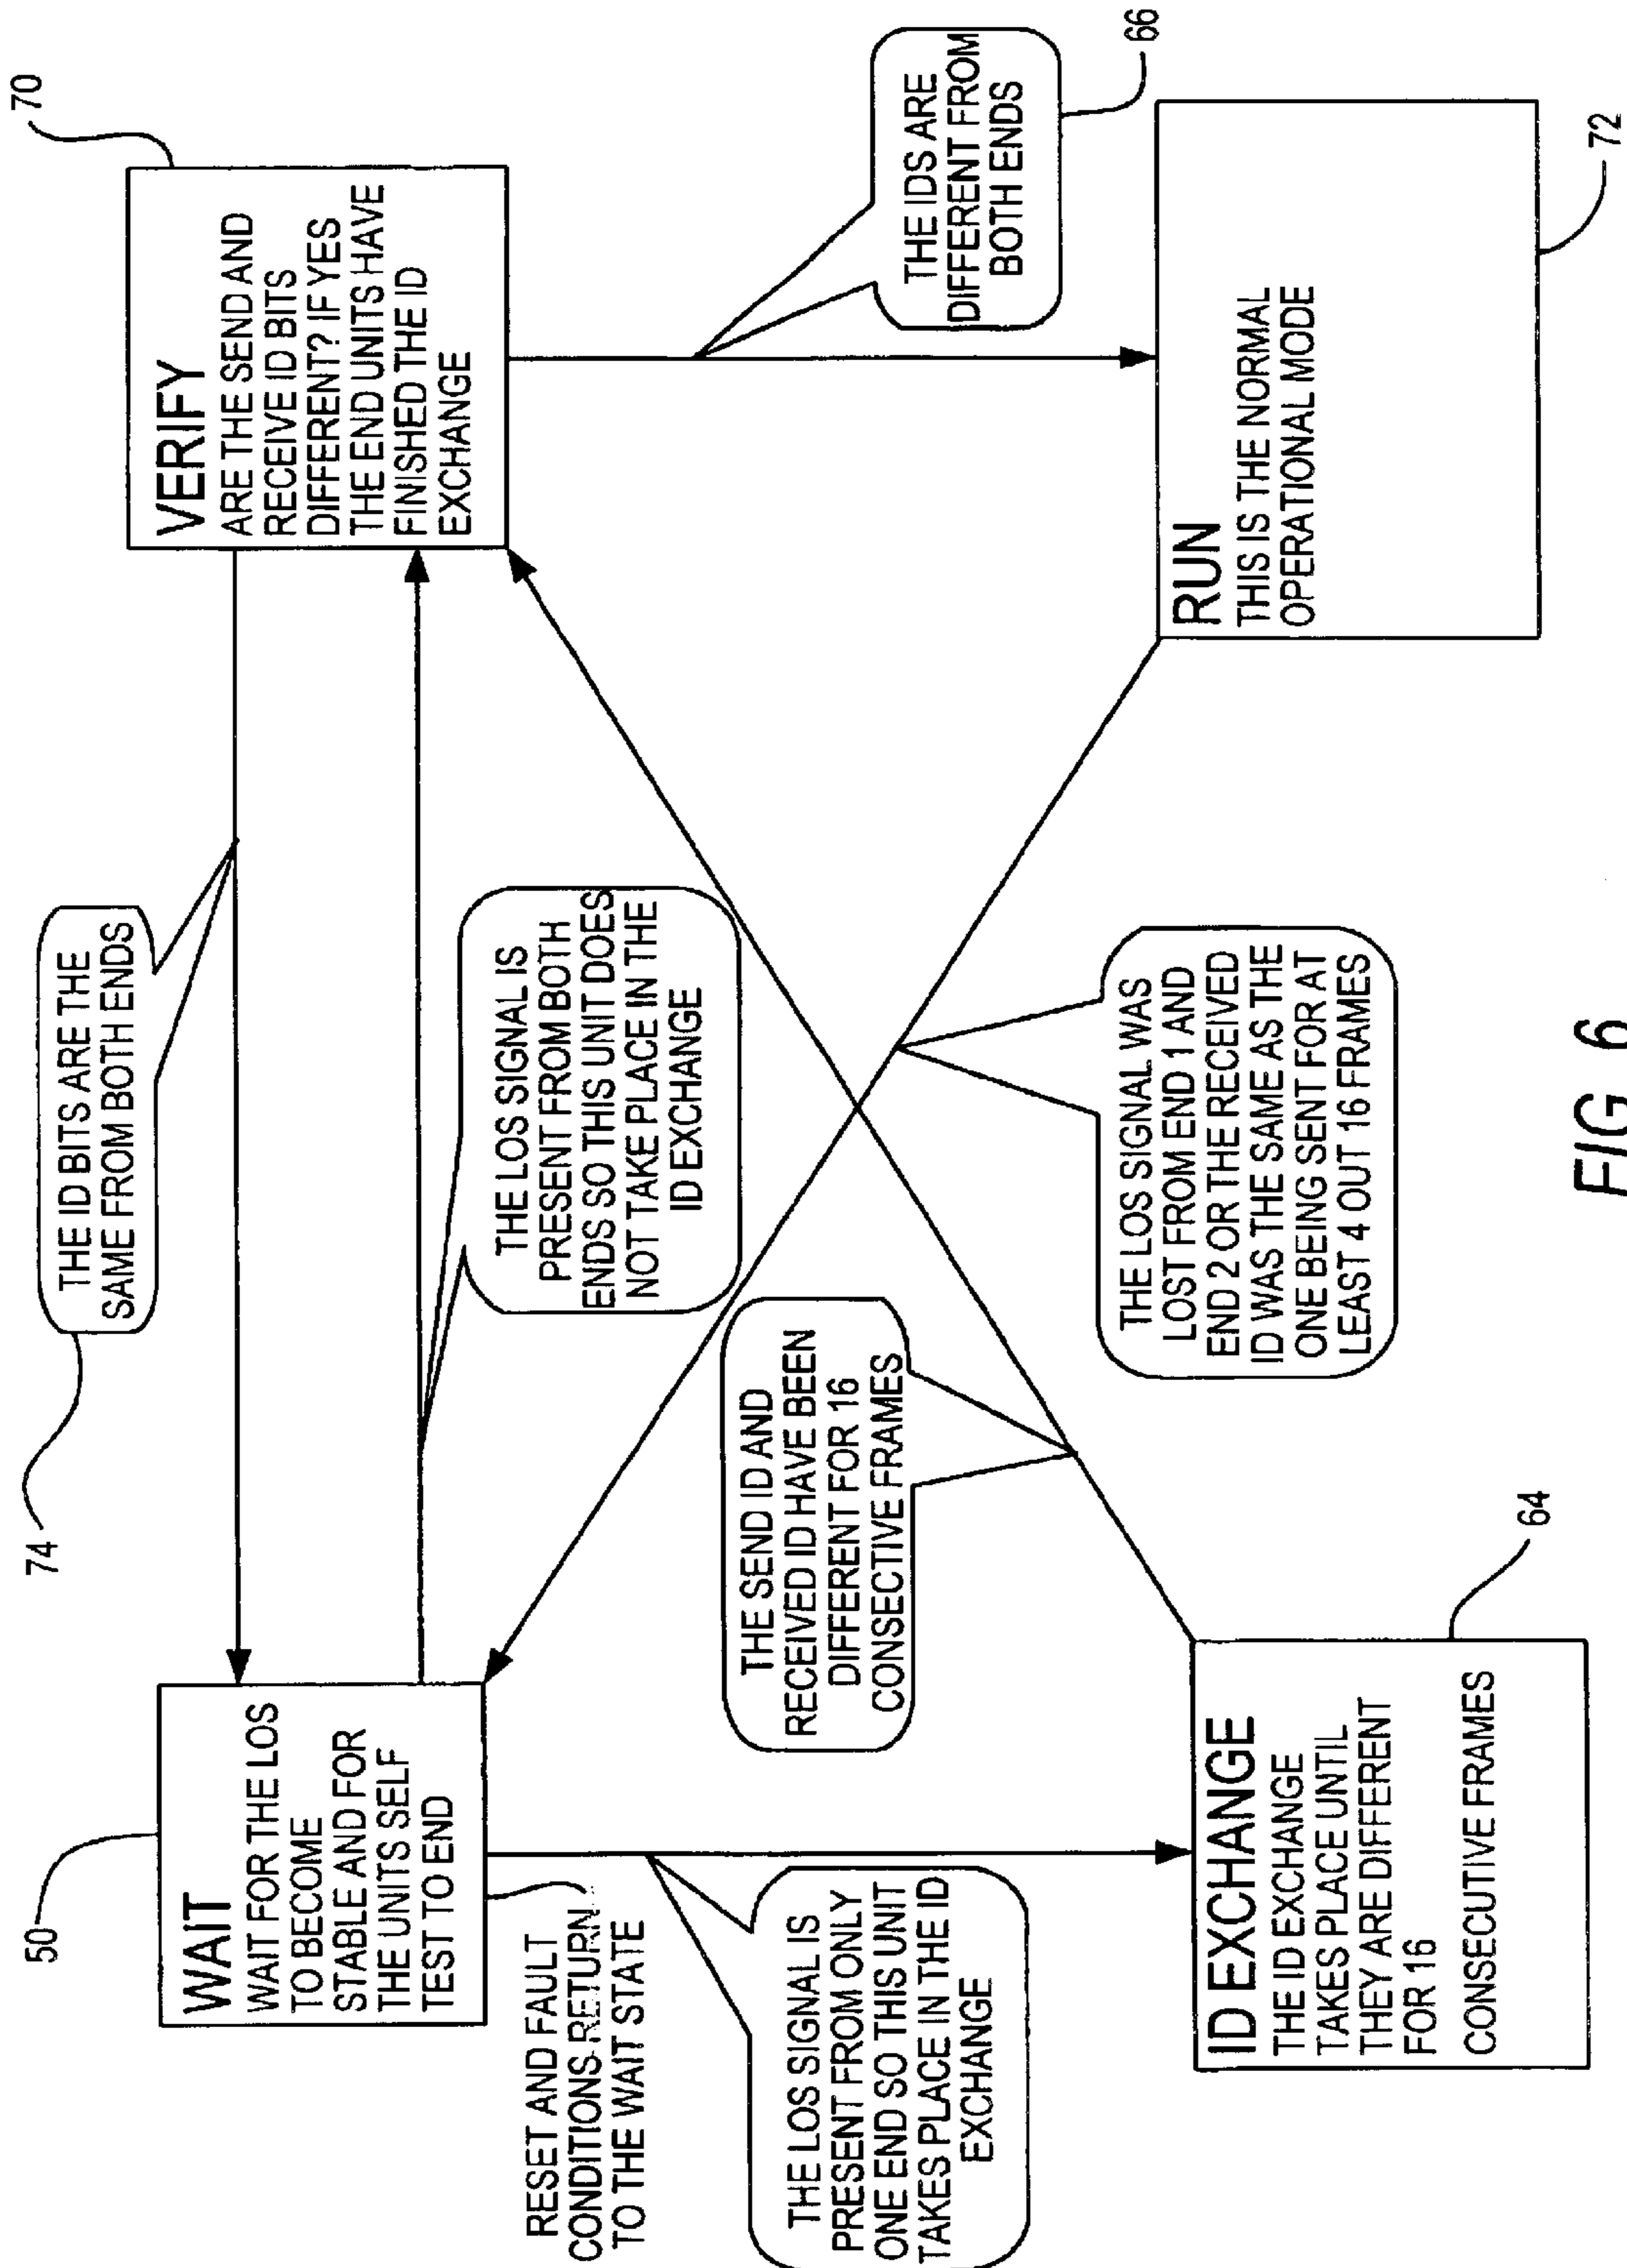 50
WAIT
WAIT FOR THE LOS
TO BECOME
STABLE AND FOR
THE UNITS SELF
TEST TO END
RESET AND FAULT
CONDITIONS RETURN
TO THE WAIT STATE
74
THE ID BITS ARE THE
SAME FROM BOTH ENDS
70
VERIFY
ARE THE SEND AND
RECEIVE ID BITS
DIFFERENT? IF YES
THE END UNITS HAVE
FINISHED THE ID
EXCHANGE
THE LOS SIGNAL IS
PRESENT FROM BOTH
ENDS SO THIS UNIT DOES
NOT TAKE PLACE IN THE
ID EXCHANGE
THE LOS SIGNAL IS
PRESENT FROM ONLY
ONE END SO THIS UNIT
TAKES PLACE IN THE ID
EXCHANGE
THE SEND ID AND
RECEIVED ID HAVE BEEN
DIFFERENT FOR 16
CONSECTIVE FRAMES
THE IDS ARE
DIFFERENT FROM
BOTH ENDS
66
THE LOS SIGNAL WAS
LOST FROM END 1 AND
END 2 OR THE RECEIVED
ID WAS THE SAME AS THE
ONE BEING SENT FOR AT
LEAST 4 OUT 16 FRAMES
ID EXCHANGE
THE ID EXCHANGE
TAKES PLACE UNTIL
THEY ARE DIFFERENT
FOR 16
CONSECUTIVE FRAMES
64
RUN
THIS IS THE NORMAL
OPERATIONAL MODE
72
FIG. 6